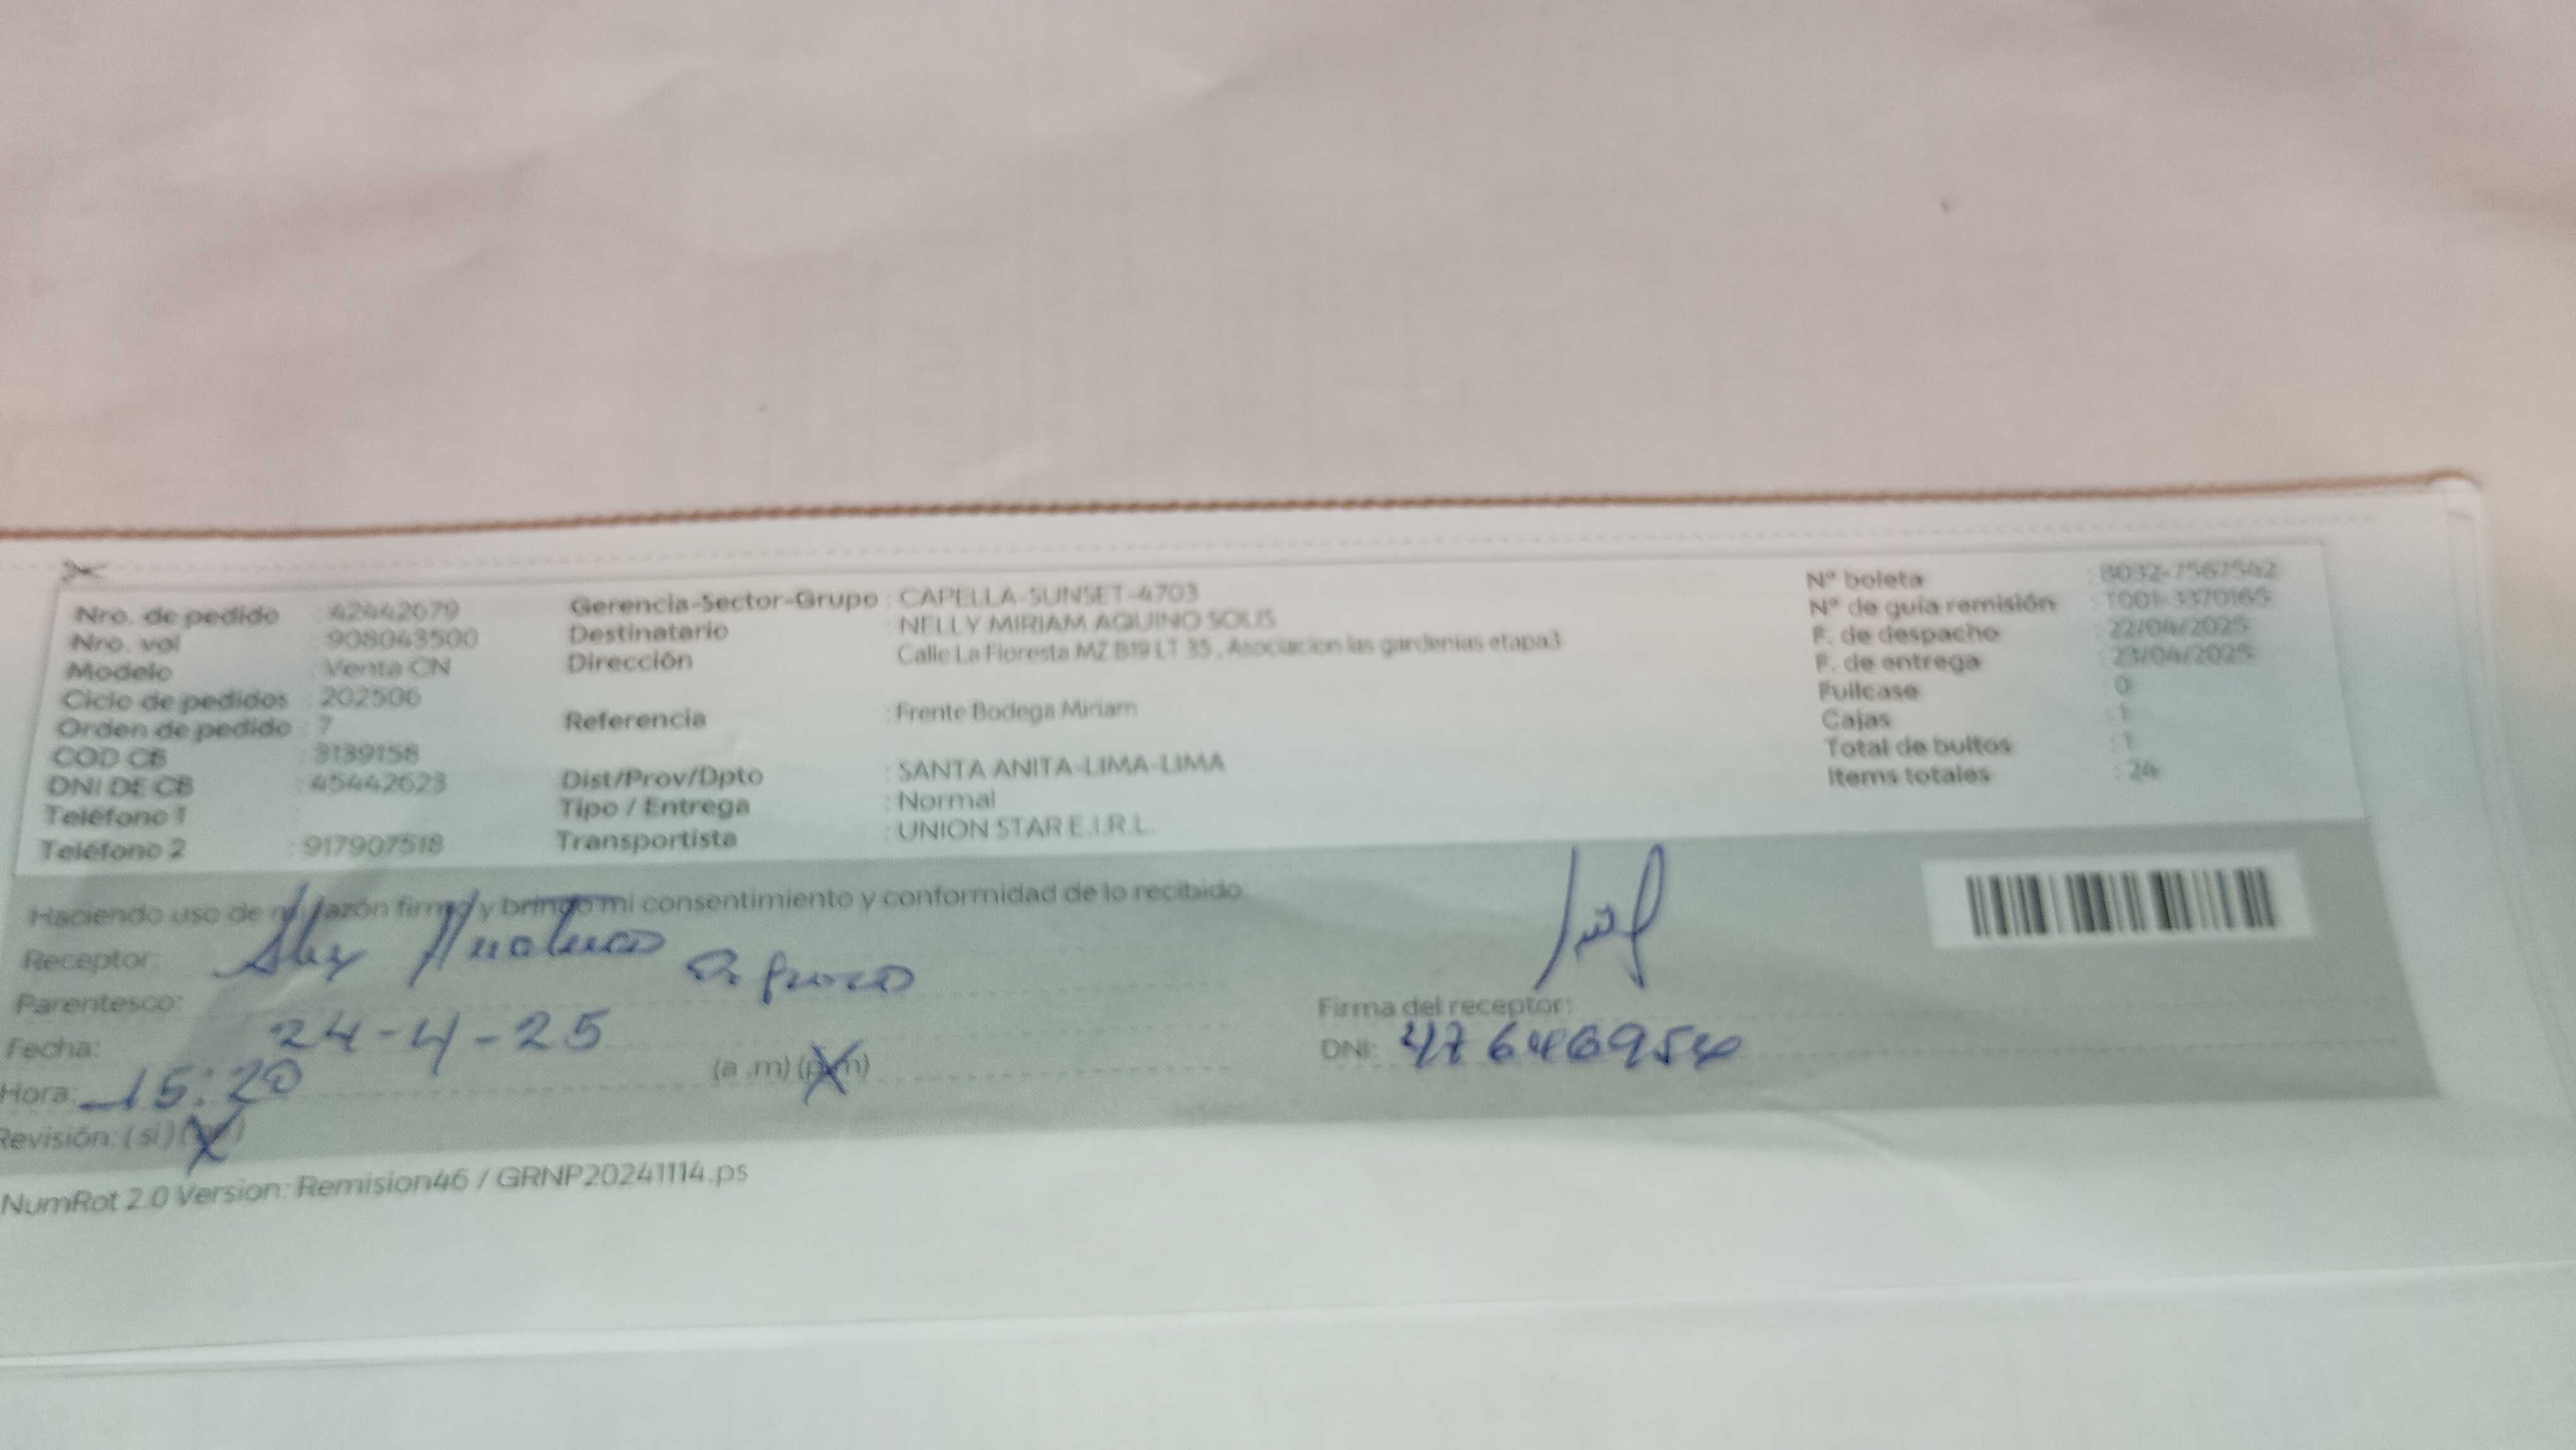 Nro. de pedido : 42442679
Nro. val : 908043500
Modelo : Venta CN
Ciclo de pedidos : 202506
Orden de pedido : 7
COD CB : 3139158
DNI DE CB : 45442623
Teléfono 1 :
Teléfono 2 : 917907518
Gerencia-Sector-Grupo : CAPELLA-SUNSET-4703
Destinatario : NELLY MIRIAM AQUINO SOLIS
Dirección : Calle La Floresta MZ B19 LT 35 , Asociacion las gardenias etapa3
Referencia : Frente Bodega Miriam
Dist/Prov/Dpto : SANTA ANITA-LIMA-LIMA
Tipo / Entrega : Normal
Transportista : UNION STAR E.I.R.L.
N° boleta : B032-7567542
N° de guía remisión : T001-3370165
F. de despacho : 22/04/2025
F. de entrega : 23/04/2025
Fullcase : 0
Cajas : 1
Total de bultos : 1
Items totales : 24
Haciendo uso de mi razón firmo y brindo mi consentimiento y conformidad de lo recibido:
Receptor:
Parentesco:
Fecha: 24-4-25
Hora: 15:20 (a .m) (p.m)
Revisión: (si) (no)
Firma del receptor:
DNI:
NumRot 2.0 Version: Remision46 / GRNP20241114.ps